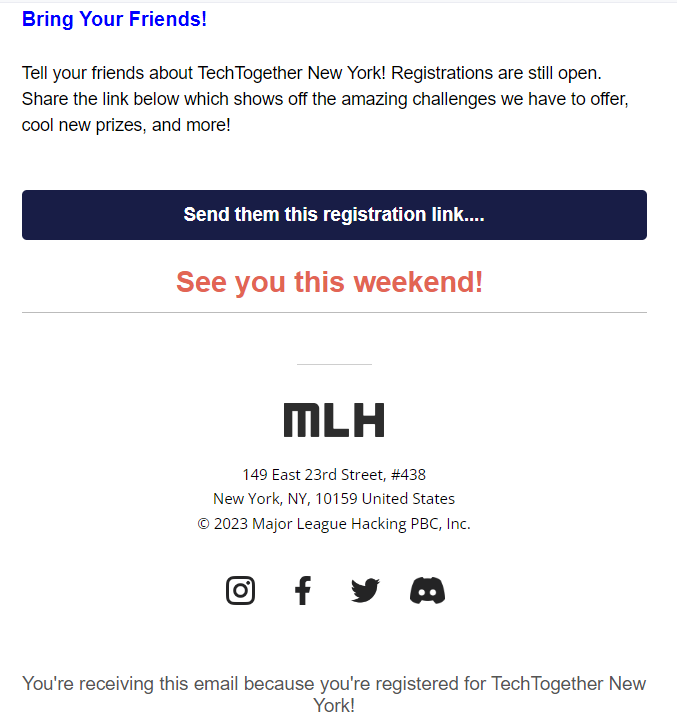 Bring Your Friends!
Tell your friends about TechTogether New York! Registrations are still open.
Share the link below which shows off the amazing challenges we have to offer,
cool new prizes, and more!
Send them this registration link....
See you this weekend!
MLH
149 East 23rd Street, #438
New York, NY, 10159 United States
© 2023 Major League Hacking PBC, Inc.
You're receiving this email because you're registered for TechTogether New
York!